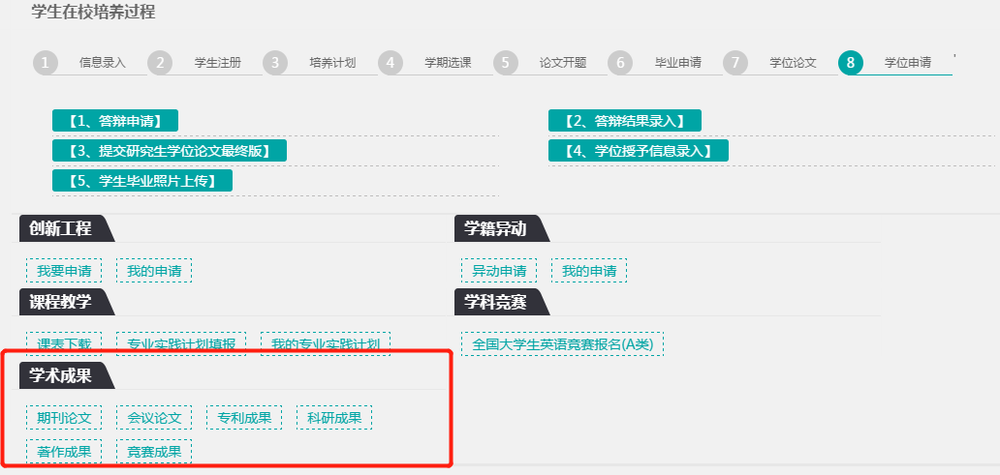 学生在校培养过程
1 信息录入 2 学生注册 3 培养计划 4 学期选课 5 论文开题 6 毕业申请 7 学位论文 8 学位申请
【1、答辩申请】 【2、答辩结果录入】
【3、提交研究生学位论文最终版】 【4、学位授予信息录入】
【5、学生毕业照片上传】
创新工程 学籍异动
我要申请 我的申请 异动申请 我的申请
课程教学 学科竞赛
课表下载 专业实践计划填报 我的专业实践计划 全国大学生英语竞赛报名(A类)
学术成果
期刊论文 会议论文 专利成果 科研成果
著作成果 竞赛成果